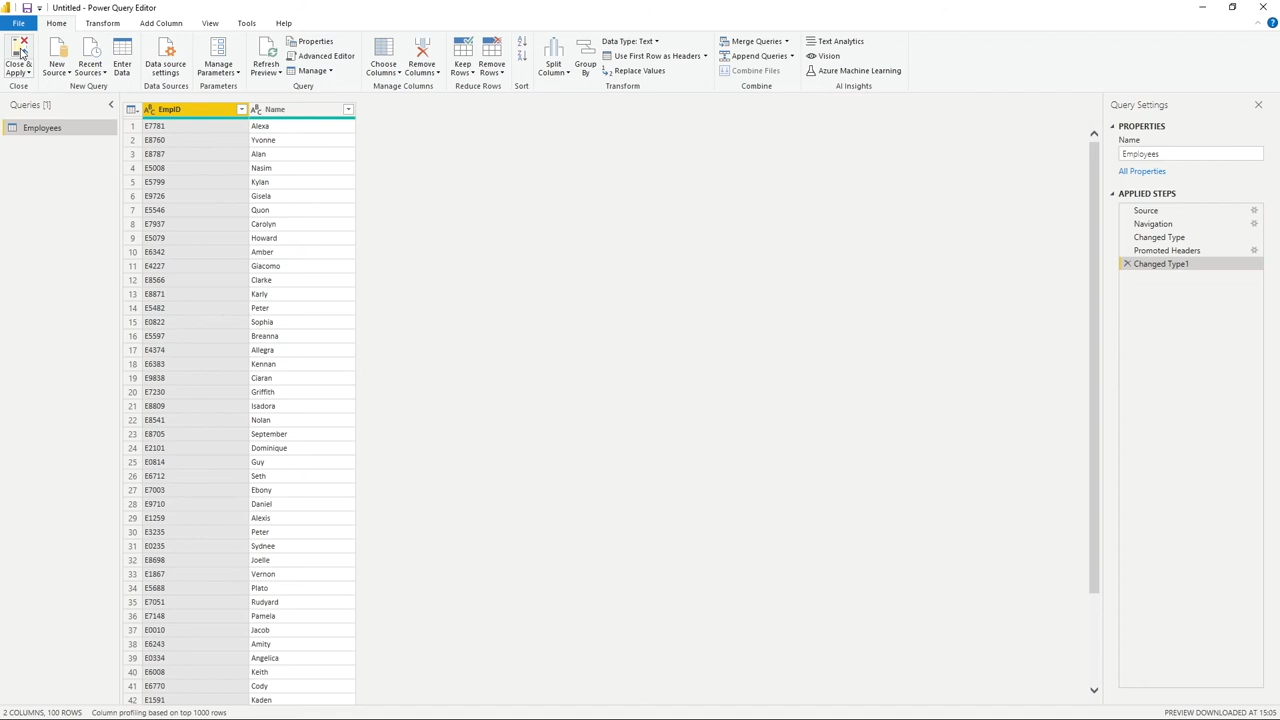 Untitled - Power Query Editor
File Home Transform Add Column View Tools Help
Close & Apply
New Source
Recent Sources
Enter Data
Data source settings
Manage Parameters
Refresh Preview
Properties
Advanced Editor
Manage
Choose Columns
Remove Columns
Keep Rows
Remove Rows
Split Column
Group By
Data Type: Text
Use First Row as Headers
Replace Values
Merge Queries
Append Queries
Combine Files
Text Analytics
Vision
Azure Machine Learning
Close New Query Data Sources Parameters Query Manage Columns Reduce Rows Sort Transform Combine AI Insights
Queries [1]
Employees
EmpID Name
1 E7781 Alexa
2 E8760 Yvonne
3 E8787 Alan
4 E5008 Nasim
5 E5799 Kylan
6 E9726 Gisela
7 E5546 Quon
8 E7937 Carolyn
9 E5079 Howard
10 E6342 Amber
11 E4227 Giacomo
12 E8566 Clarke
13 E8871 Karly
14 E5482 Peter
15 E0822 Sophia
16 E5597 Breanna
17 E4374 Allegra
18 E6383 Kennan
19 E9838 Ciaran
20 E7230 Griffith
21 E8809 Isadora
22 E8541 Nolan
23 E8705 September
24 E2101 Dominique
25 E0814 Guy
26 E6712 Seth
27 E7003 Ebony
28 E9710 Daniel
29 E1259 Alexis
30 E3235 Peter
31 E0235 Sydnee
32 E8698 Joelle
33 E1867 Vernon
34 E5688 Plato
35 E7051 Rudyard
36 E7148 Pamela
37 E0010 Jacob
38 E6243 Amity
39 E0334 Angelica
40 E6008 Keith
41 E6770 Cody
42 E1591 Kaden
Query Settings
PROPERTIES
Name
Employees
All Properties
APPLIED STEPS
Source
Navigation
Changed Type
Promoted Headers
Changed Type1
2 COLUMNS, 100 ROWS Column profiling based on top 1000 rows
PREVIEW DOWNLOADED AT 15:05